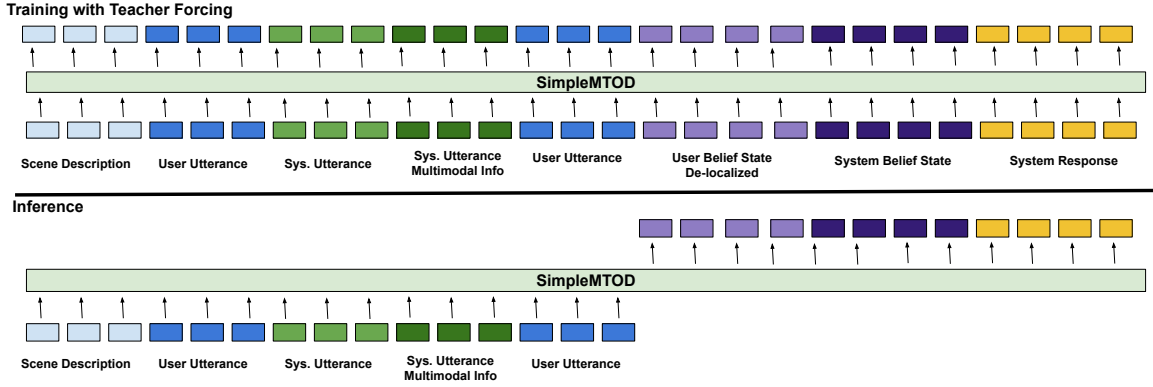 Training with Teacher Forcing
SimpleMTOD
Scene Description
User Utterance
Sys. Utterance
Sys. Utterance
Multimodal Info
User Utterance
User Belief State
De-localized
System Belief State
System Response
Inference
SimpleMTOD
Scene Description
User Utterance
Sys. Utterance
Sys. Utterance
Multimodal Info
User Utterance